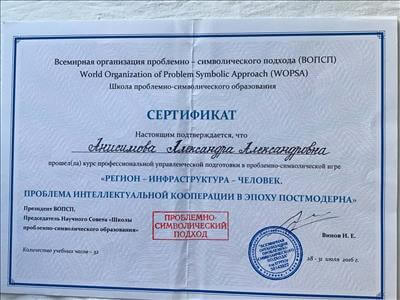 Всемирная организация проблемно – символического подхода (ВОПСП)
World Organization of Problem Symbolic Approach (WOPSA)
Школа проблемно-символического образования
СЕРТИФИКАТ
Настоящим подтверждается, что
Анисимова Александра Александровна
прошел(ла) курс профессиональной управленческой подготовки в проблемно-символической игре
«РЕГИОН – ИНФРАСТРУКТУРА – ЧЕЛОВЕК.
ПРОБЛЕМА ИНТЕЛЛЕКТУАЛЬНОЙ КООПЕРАЦИИ В ЭПОХУ ПОСТМОДЕРНА»
Президент ВОПСП,
Председатель Научного Совета «Школы
проблемно-символического образования»
ПРОБЛЕМНО-
СИМВОЛИЧЕСКИЙ
ПОДХОД
Винов И. Е.
Количество учебных часов - 32
28 - 31 июля 2016 г.